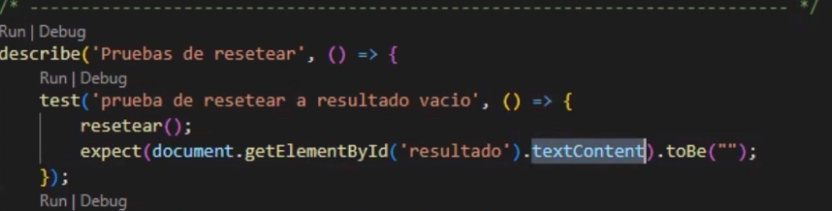 /* ---------------------------------------------------------------------------- */
Run | Debug
describe('Pruebas de resetear', () => {
Run | Debug
test('prueba de resetear a resultado vacio', () => {
resetear();
expect(document.getElementById('resultado').textContent).toBe("");
});
Run | Debug